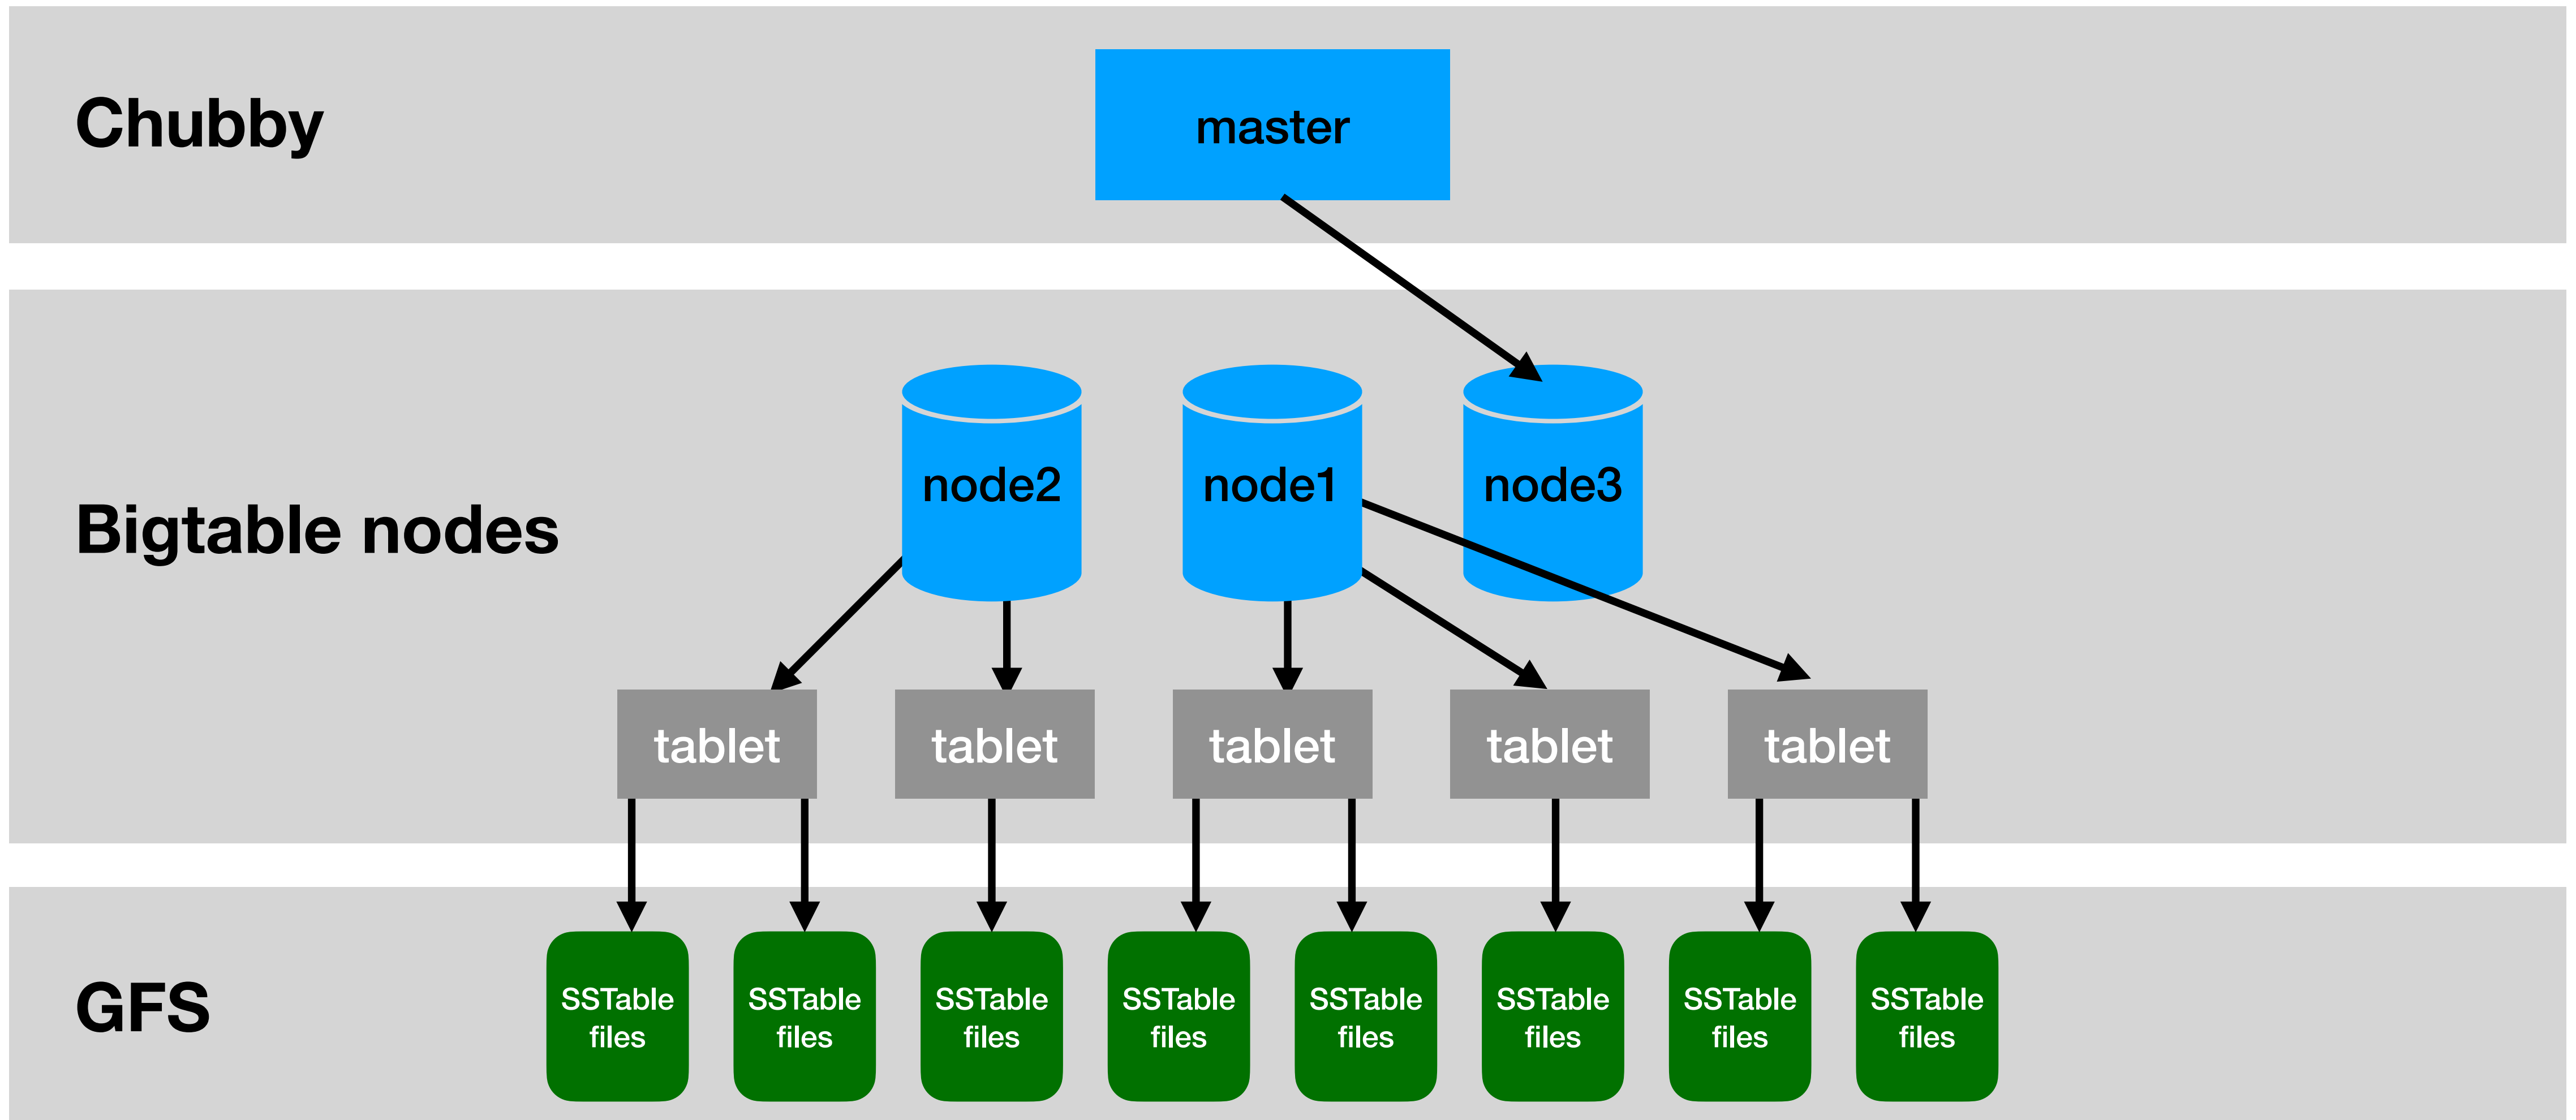 Chubby
master
Bigtable nodes
node2
node1
node3
tablet
tablet
tablet
tablet
tablet
GFS
SSTable
files
SSTable
files
SSTable
files
SSTable
files
SSTable
files
SSTable
files
SSTable
files
SSTable
files